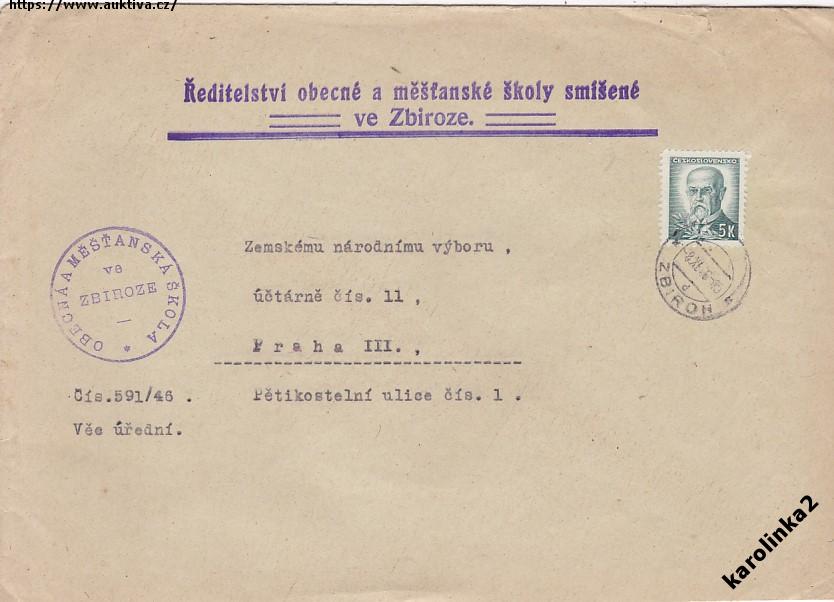 https://www.auktiva.cz/
Ředitelství obecné a měšťanské školy smíšené
ve Zbiroze.
ČESKOSLOVENSKO
5K
ZBIROH
OBECNÁ A MĚŠŤANSKÁ ŠKOLA
ve
ZBIROZE
Zemskému národnímu výboru ,
účtárně čís. 11 ,
Praha III. ,
Čís.591/46 .
Pětikostelní ulice čís. 1 .
Věc úřední.
karolinka2